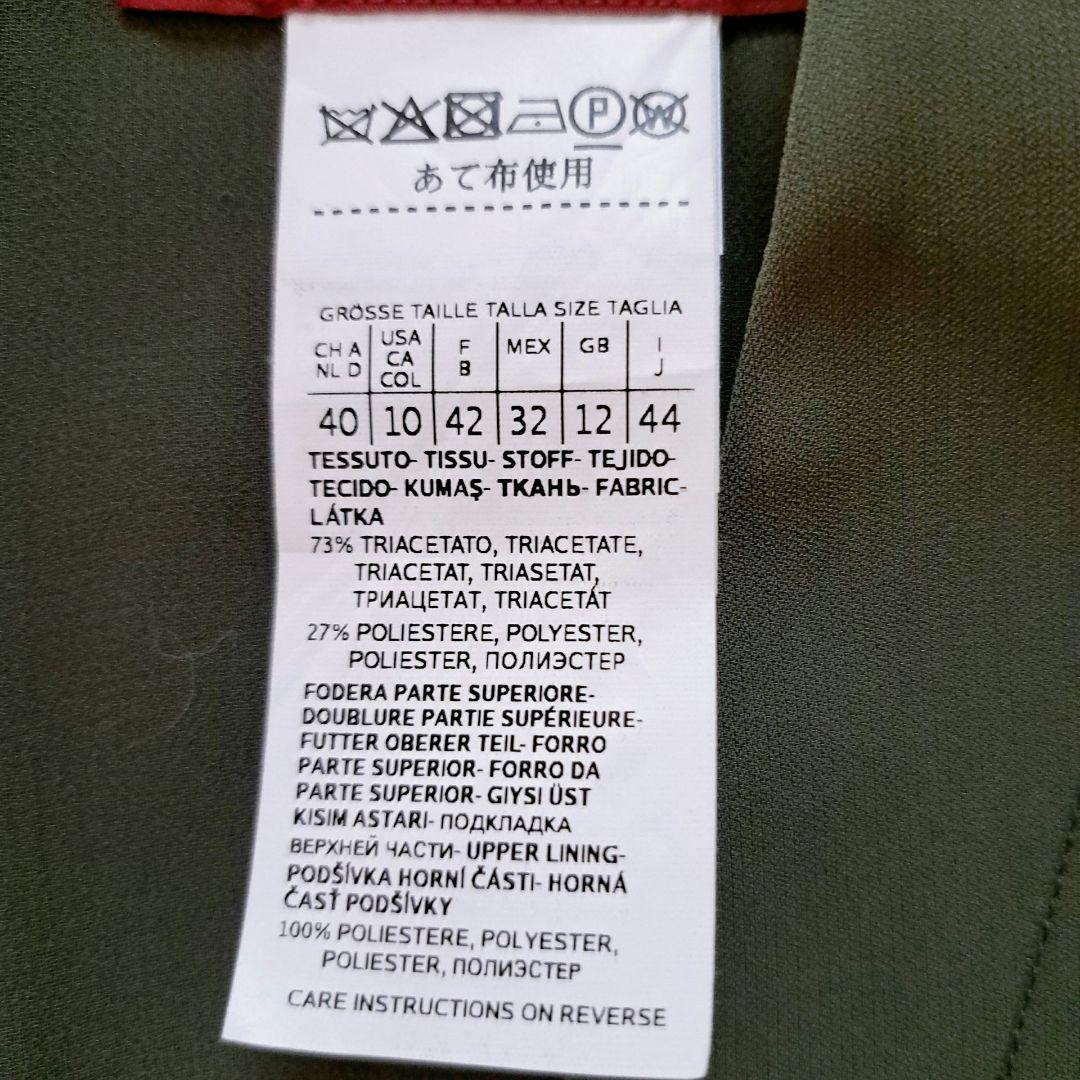 P W
あて布使用
GRÖSSE TAILLE TALLA SIZE TAGLIA
CH A NL D USA CA COL F B MEX GB I J
40 10 42 32 12 44
TESSUTO- TISSU- STOFF- TEJIDO-
TECIDO- KUMAŞ- ТКАНЬ- FABRIC-
LÁTKA
73% TRIACETATO, TRIACETATE,
TRIACETAT, TRIASETAT,
ТРИАЦЕТАТ, TRIACETÁT
27% POLIESTERE, POLYESTER,
POLIESTER, ПОЛИЭСТЕР
FODERA PARTE SUPERIORE-
DOUBLURE PARTIE SUPÉRIEURE-
FUTTER OBERER TEIL- FORRO
PARTE SUPERIOR- FORRO DA
PARTE SUPERIOR- GIYSI ÜST
KISIM ASTARI- ПОДКЛАДКА
ВЕРХНЕЙ ЧАСТИ- UPPER LINING-
PODŠÍVKA HORNÍ ČÁSTI- HORNÁ
ČASŤ PODŠÍVKY
100% POLIESTERE, POLYESTER,
POLIESTER, ПОЛИЭСТЕР
CARE INSTRUCTIONS ON REVERSE